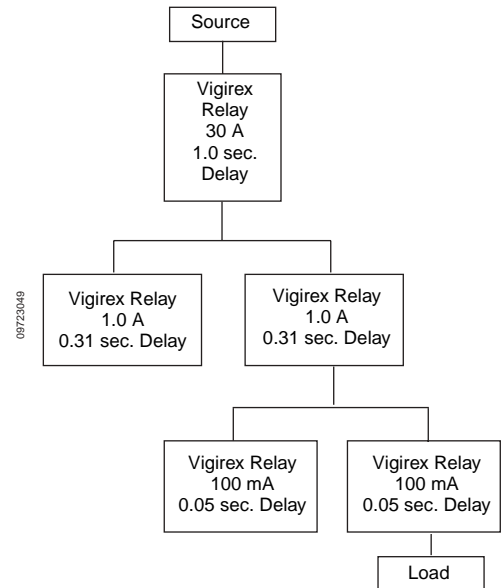 Source
Vigirex
Relay
30 A
1.0 sec.
Delay
09723049
Vigirex Relay
1.0 A
0.31 sec. Delay
Vigirex Relay
1.0 A
0.31 sec. Delay
Vigirex Relay
100 mA
0.05 sec. Delay
Vigirex Relay
100 mA
0.05 sec. Delay
Load